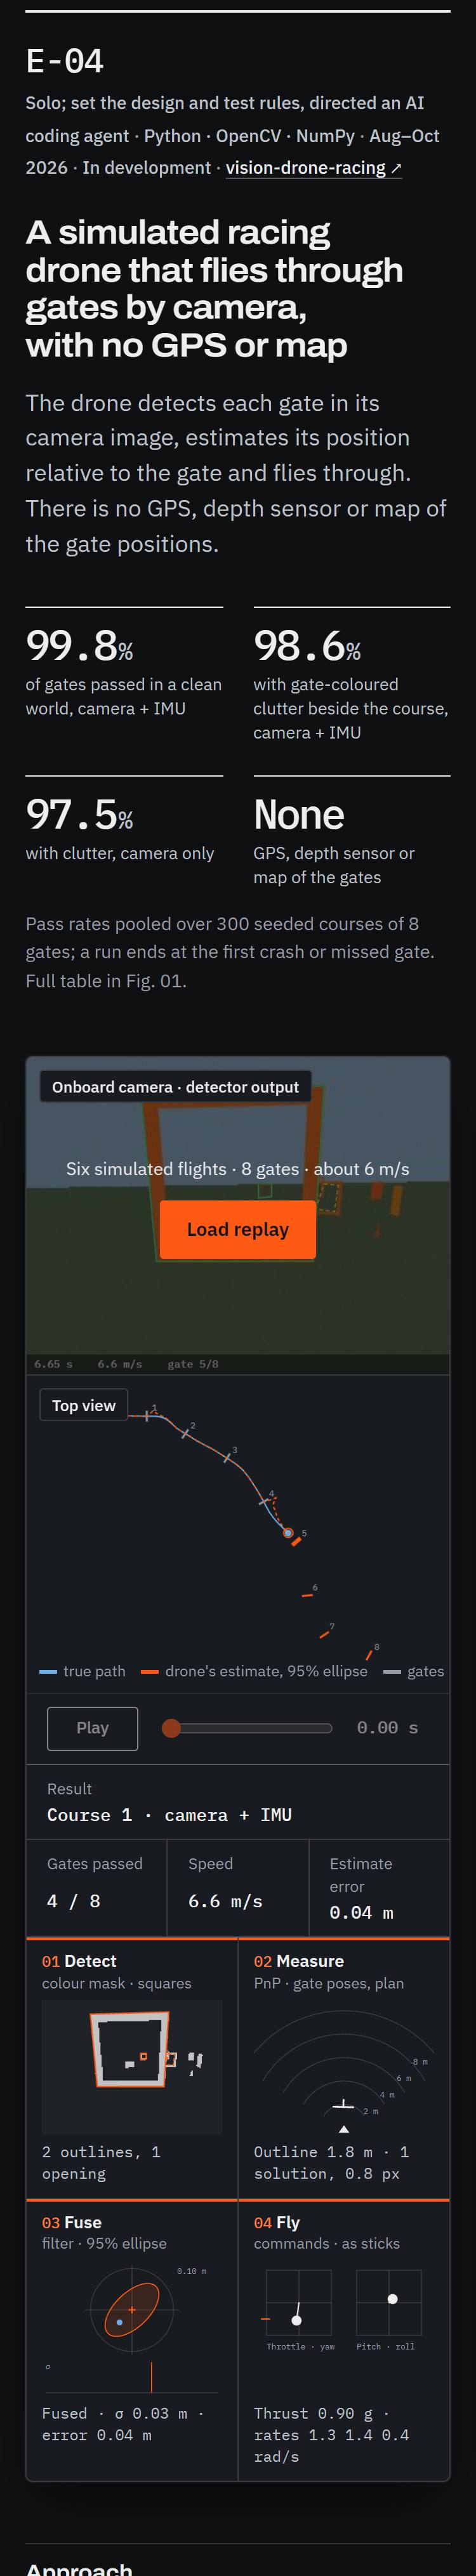 E-04
Solo; set the design and test rules, directed an AI
coding agent · Python · OpenCV · NumPy · Aug–Oct
2026 · In development · vision-drone-racing ↗
A simulated racing
drone that flies through
gates by camera,
with no GPS or map
The drone detects each gate in its
camera image, estimates its position
relative to the gate and flies through.
There is no GPS, depth sensor or map of
the gate positions.
99.8%
of gates passed in a clean
world, camera + IMU
98.6%
with gate-coloured
clutter beside the course,
camera + IMU
97.5%
with clutter, camera only
None
GPS, depth sensor or
map of the gates
Pass rates pooled over 300 seeded courses of 8
gates; a run ends at the first crash or missed gate.
Full table in Fig. 01.
Onboard camera · detector output
Six simulated flights · 8 gates · about 6 m/s
Load replay
6.65 s 6.6 m/s gate 5/8
Top view
1
2
3
4
5
6
7
8
true path drone's estimate, 95% ellipse gates
Play 0.00 s
Result
Course 1 · camera + IMU
Gates passed
4 / 8
Speed
6.6 m/s
Estimate
error
0.04 m
01 Detect
colour mask · squares
2 outlines, 1
opening
02 Measure
PnP · gate poses, plan
8 m
6 m
4 m
2 m
Outline 1.8 m · 1
solution, 0.8 px
03 Fuse
filter · 95% ellipse
0.10 m
σ
Fused · σ 0.03 m ·
error 0.04 m
04 Fly
commands · as sticks
Throttle · yaw Pitch · roll
Thrust 0.90 g ·
rates 1.3 1.4 0.4
rad/s
Approach